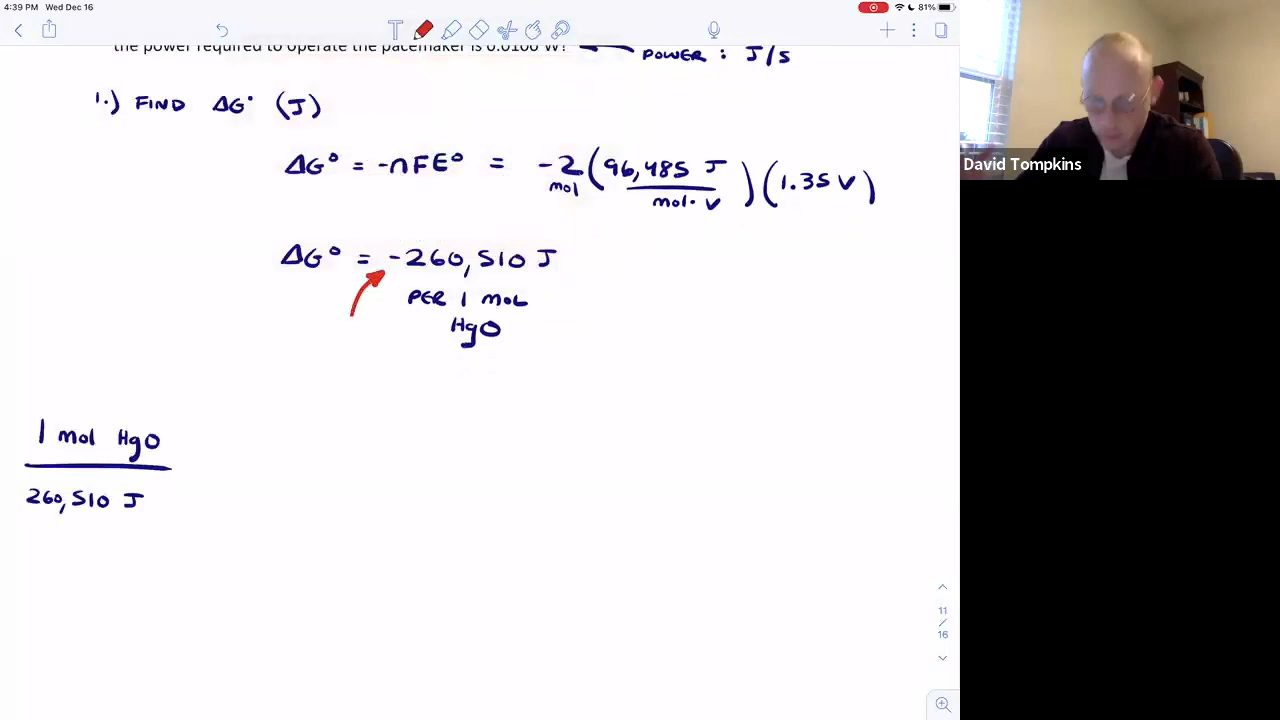 4:39 PM Wed Dec 16
81%
the power required to operate the pacemaker is 0.0100 W?
POWER : J/S
1.) FIND ΔG° (J)
ΔG° = -nFE° = -2 mol (96,485 J / mol·V) (1.35 V)
ΔG° = -260,510 J
PER 1 MOL
HgO
1 mol HgO
260,510 J
11
/
16
David Tompkins